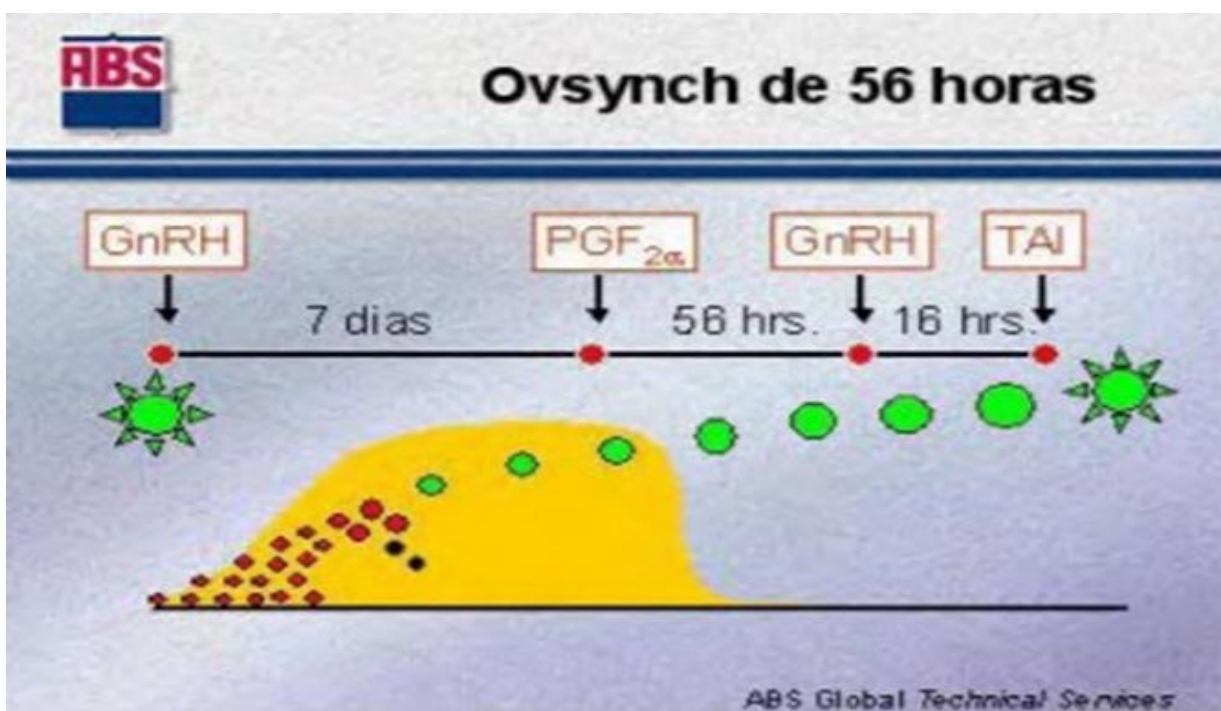 ABS
Ovsynch de 56 horas
GnRH PGF2α GnRH TAI
7 dias 56 hrs. 16 hrs.
ABS Global Technical Services